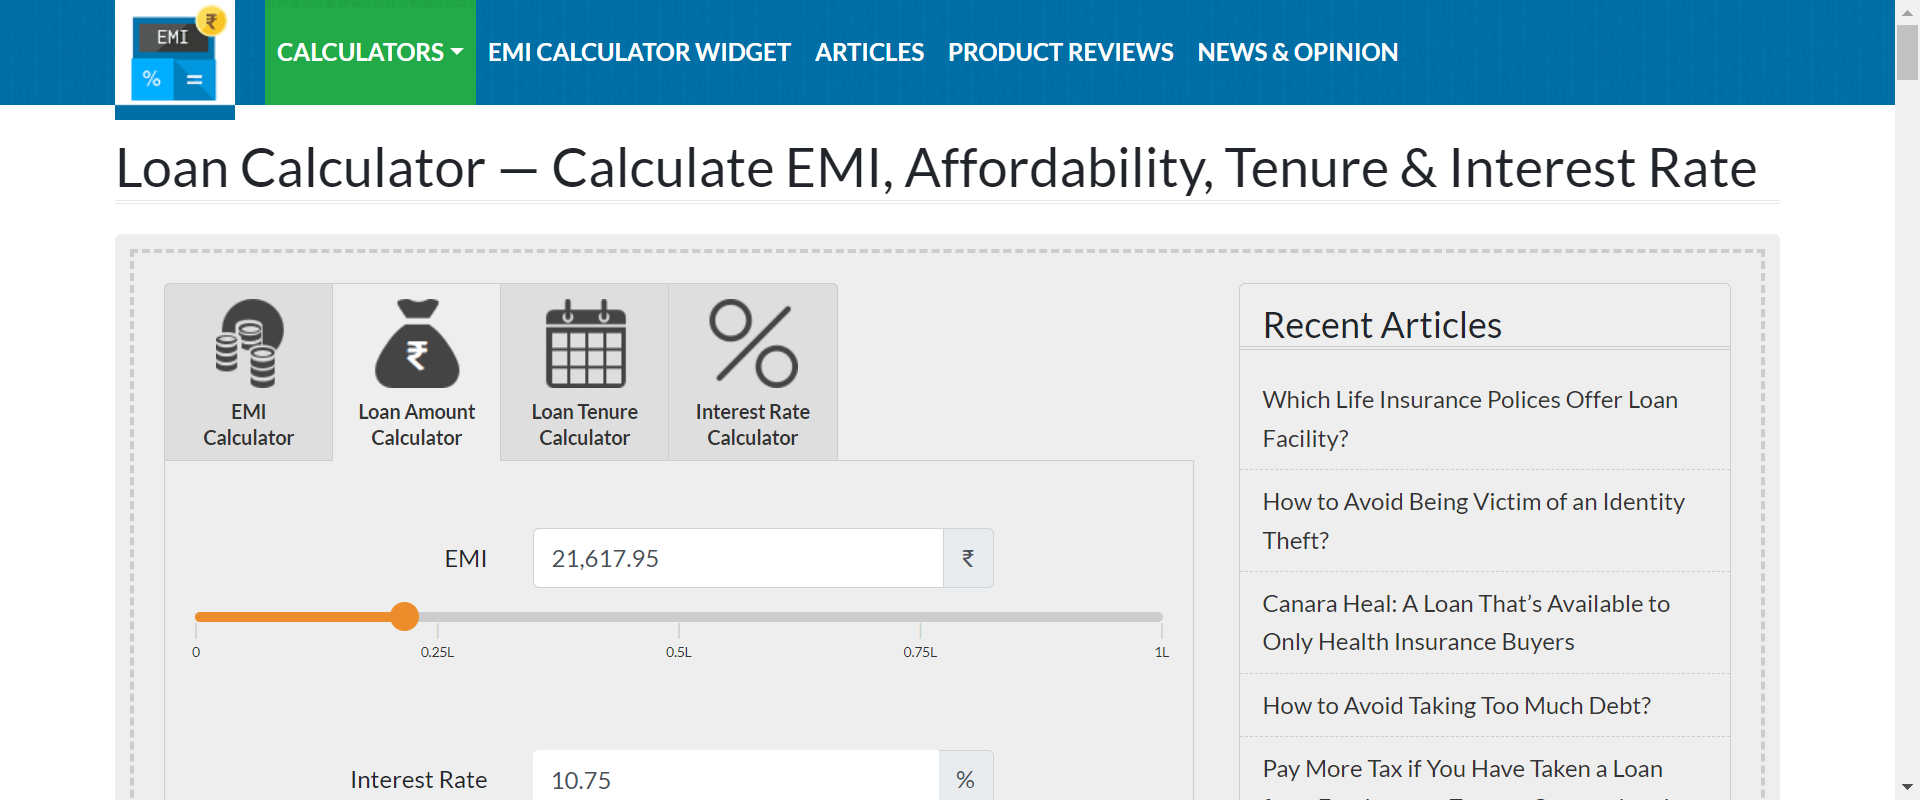 EMI
₹
%
=
CALCULATORS
EMI CALCULATOR WIDGET
ARTICLES
PRODUCT REVIEWS
NEWS & OPINION
Loan Calculator — Calculate EMI, Affordability, Tenure & Interest Rate
EMI
Calculator
₹
Loan Amount
Calculator
Loan Tenure
Calculator
Interest Rate
Calculator
EMI
21,617.95
₹
0
0.25L
0.5L
0.75L
1L
Interest Rate
10.75
%
Recent Articles
Which Life Insurance Polices Offer Loan
Facility?
How to Avoid Being Victim of an Identity
Theft?
Canara Heal: A Loan That’s Available to
Only Health Insurance Buyers
How to Avoid Taking Too Much Debt?
Pay More Tax if You Have Taken a Loan